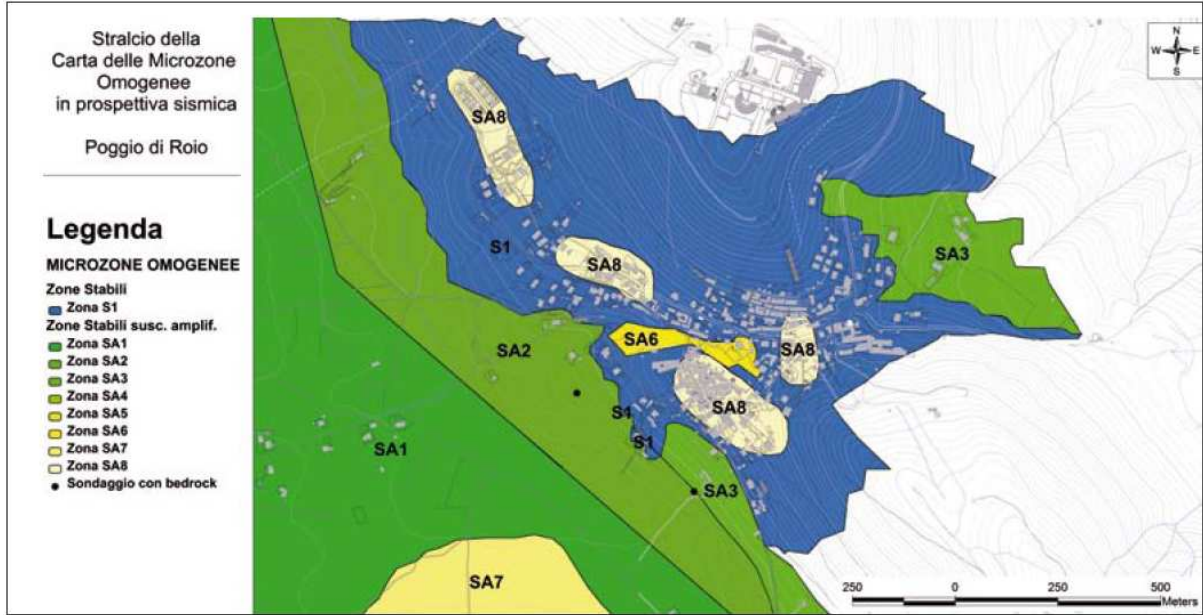 Stralcio della
Carta delle Microzone
Omogenee
in prospettiva sismica
Poggio di Roio
Legenda
MICROZONE OMOGENEE
Zone Stabili
Zona S1
Zone Stabili susc. amplif.
Zona SA1
Zona SA2
Zona SA3
Zona SA4
Zona SA5
Zona SA6
Zona SA7
Zona SA8
Sondaggio con bedrock
N
W E
S
SA8
S1
SA8
SA3
SA6
SA2
SA8
SA8
S1
SA1
S1
SA3
SA7
250 0 250 500
Meters